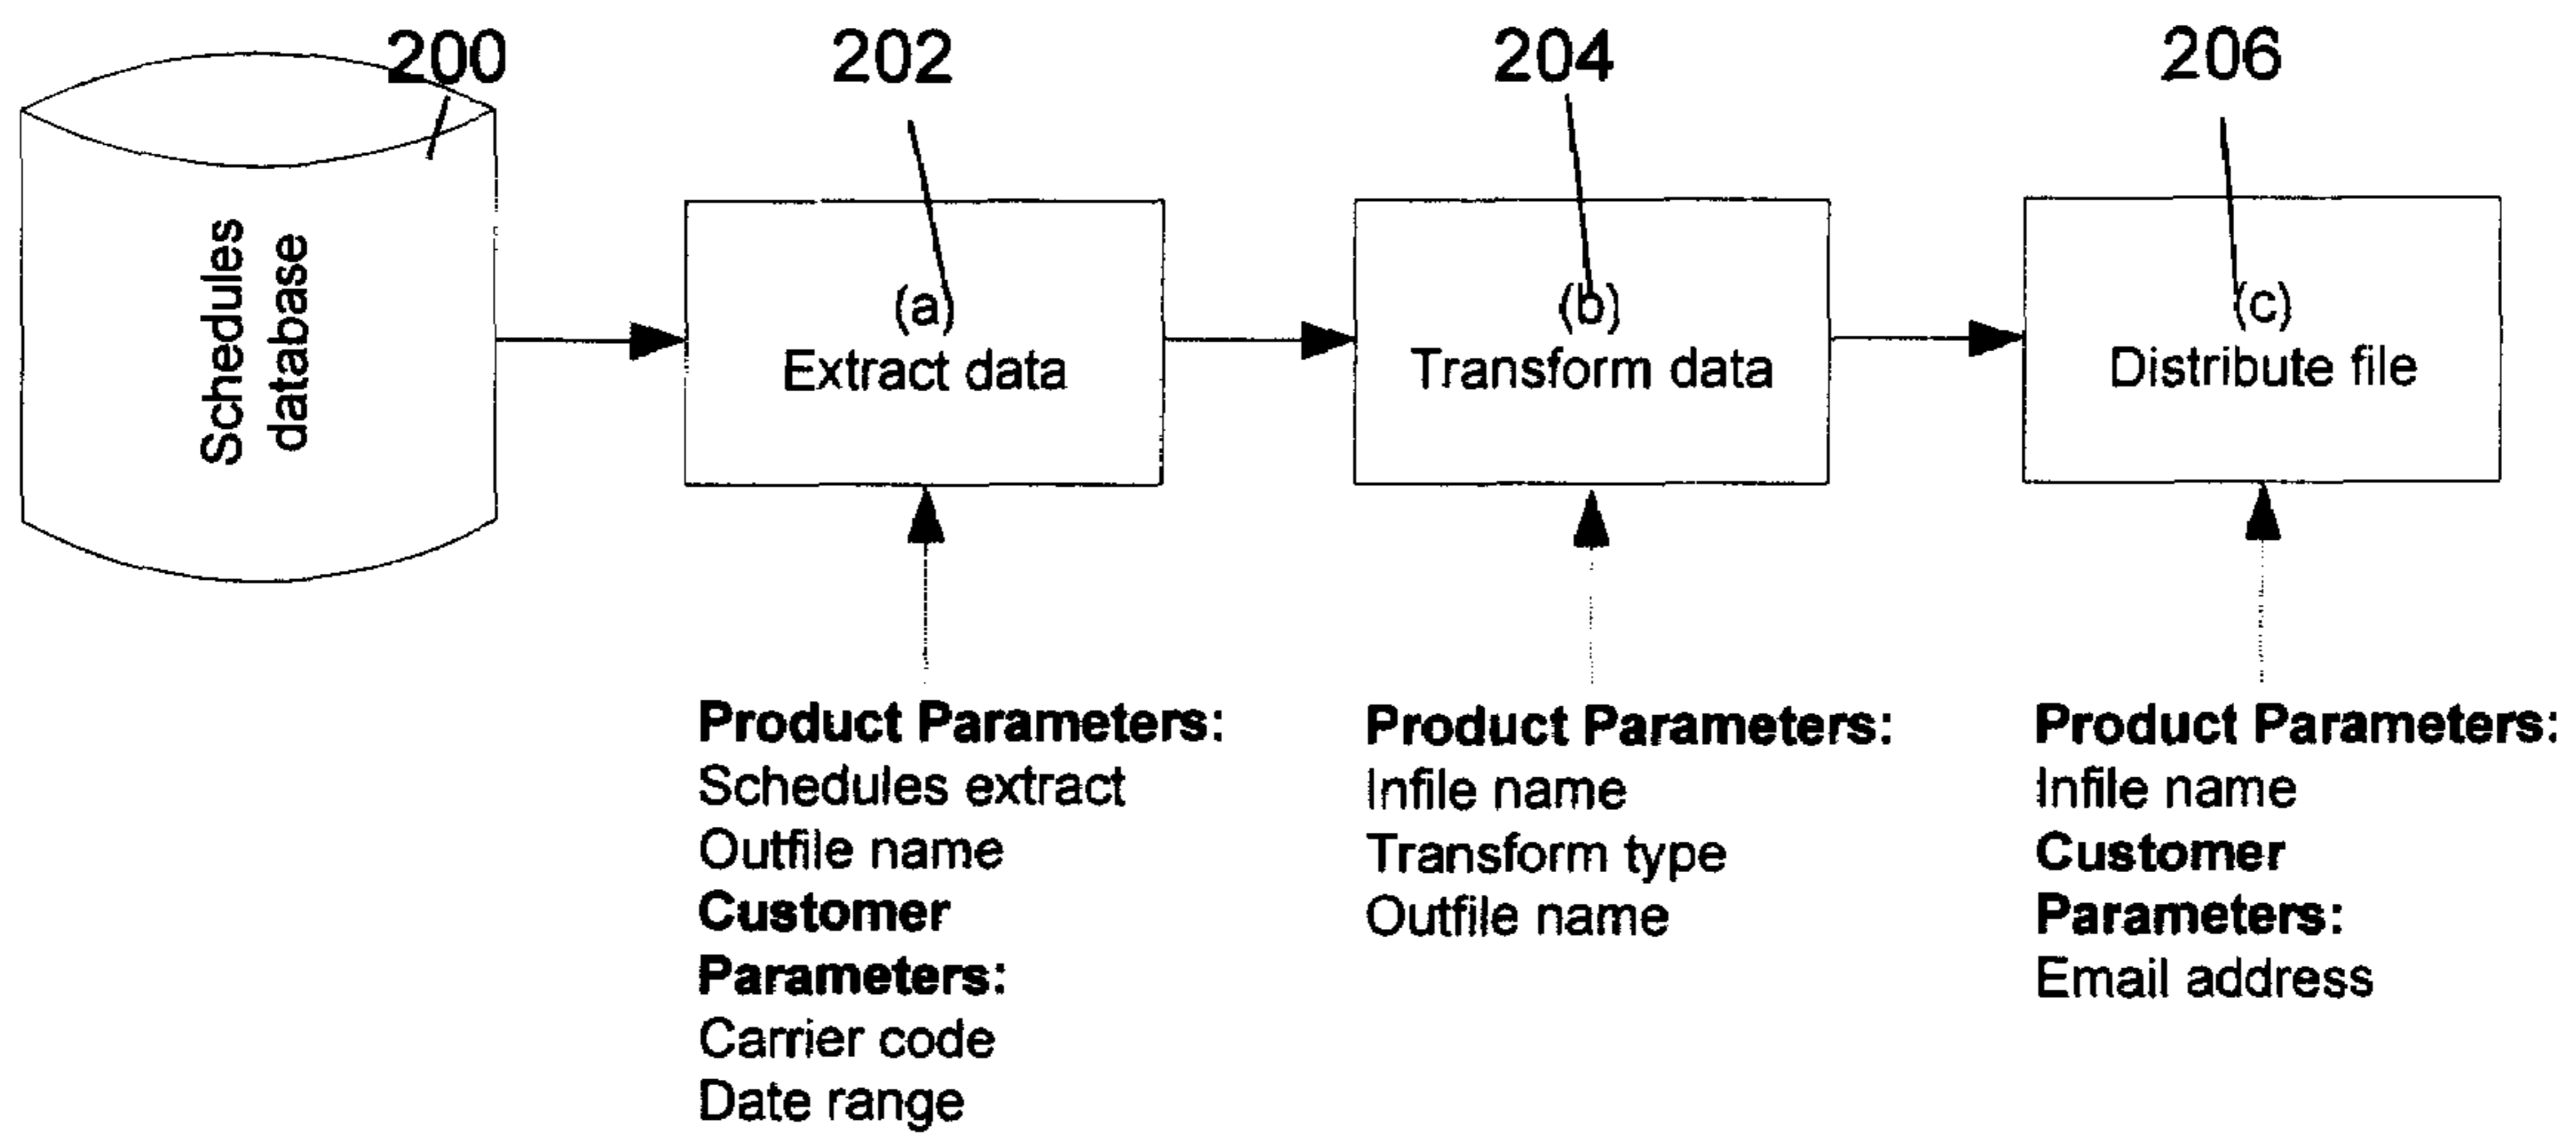 200
202
204
206
Schedules
database
(a)
Extract data
(b)
Transform data
(c)
Distribute file
Product Parameters:
Schedules extract
Outfile name
Customer
Parameters:
Carrier code
Date range
Product Parameters:
Infile name
Transform type
Outfile name
Product Parameters:
Infile name
Customer
Parameters:
Email address